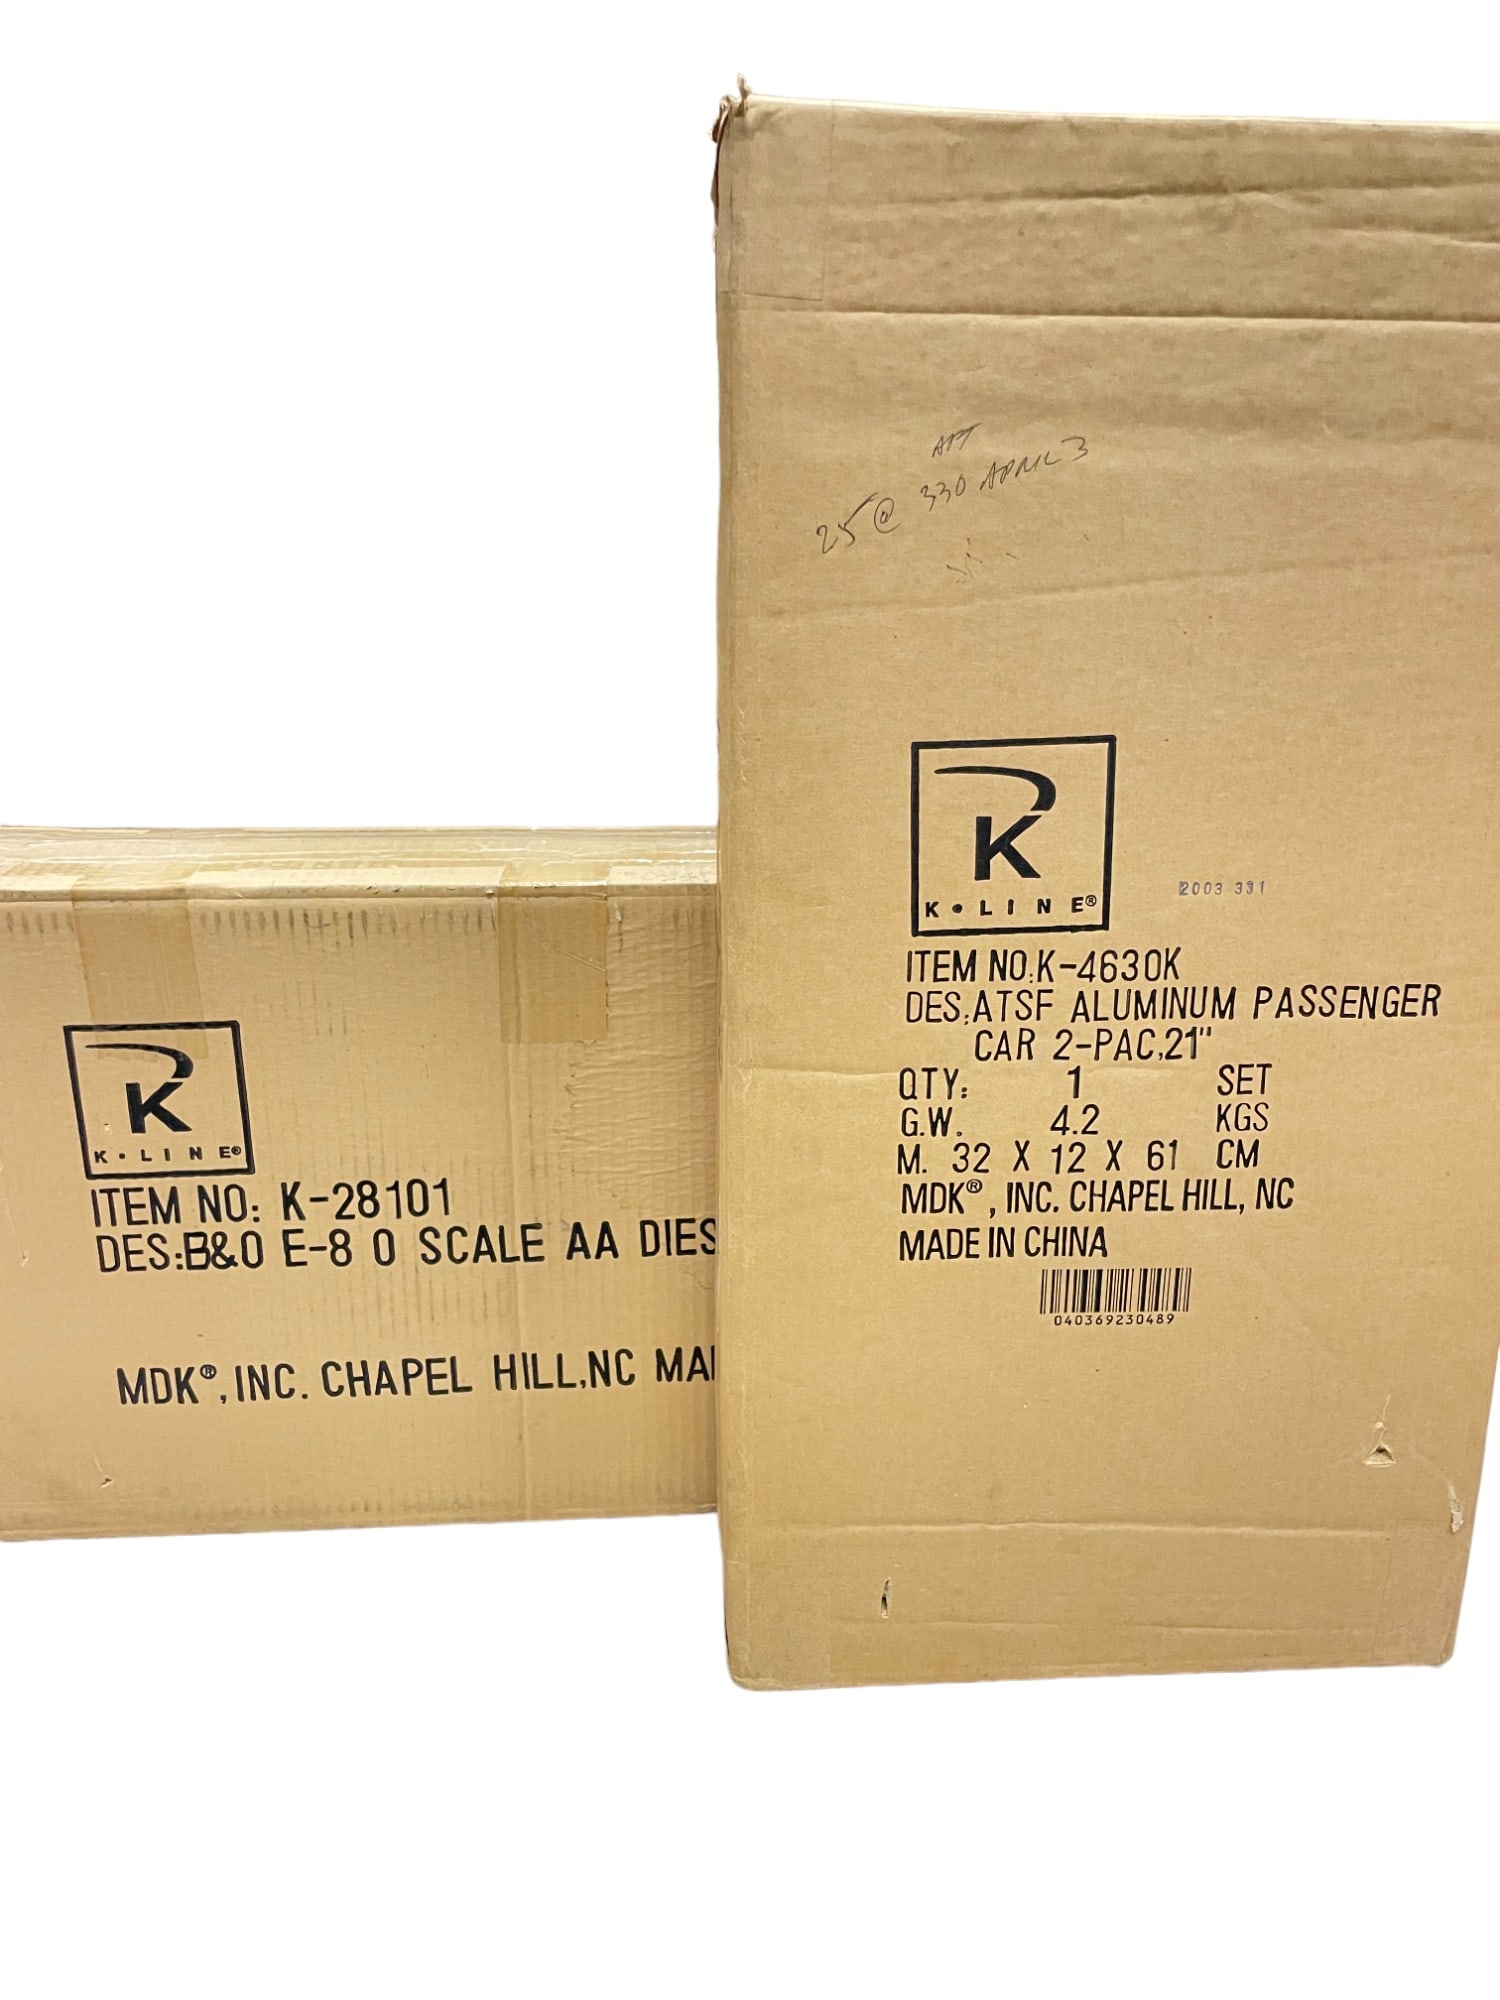 K•LINE®
ITEM NO: K-28101
DES:B&O E-8 O SCALE AA DIES
MDK®, INC. CHAPEL HILL,NC MA
APT
25 @ 330 APRIL 3
K•LINE®
2003 331
ITEM NO:K-4630K
DES:ATSF ALUMINUM PASSENGER
CAR 2-PAC,21"
QTY: 1 SET
G.W. 4.2 KGS
M. 32 X 12 X 61 CM
MDK®, INC. CHAPEL HILL, NC
MADE IN CHINA
040369230489